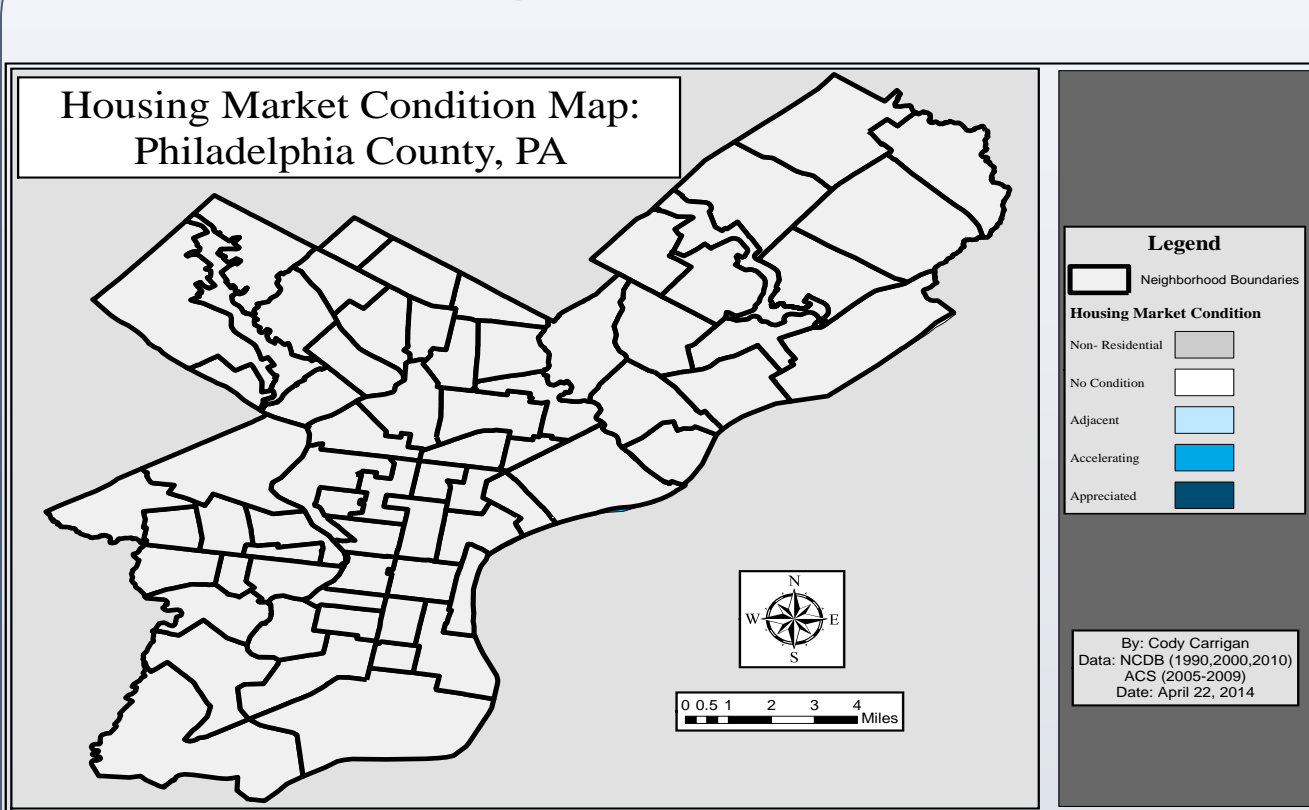 Housing Market Condition Map:
Philadelphia County, PA
Legend
Neighborhood Boundaries
Housing Market Condition
Non- Residential
No Condition
Adjacent
Accelerating
Appreciated
N
W E
S
0 0.5 1 2 3 4
Miles
By: Cody Carrigan
Data: NCDB (1990,2000,2010)
ACS (2005-2009)
Date: April 22, 2014